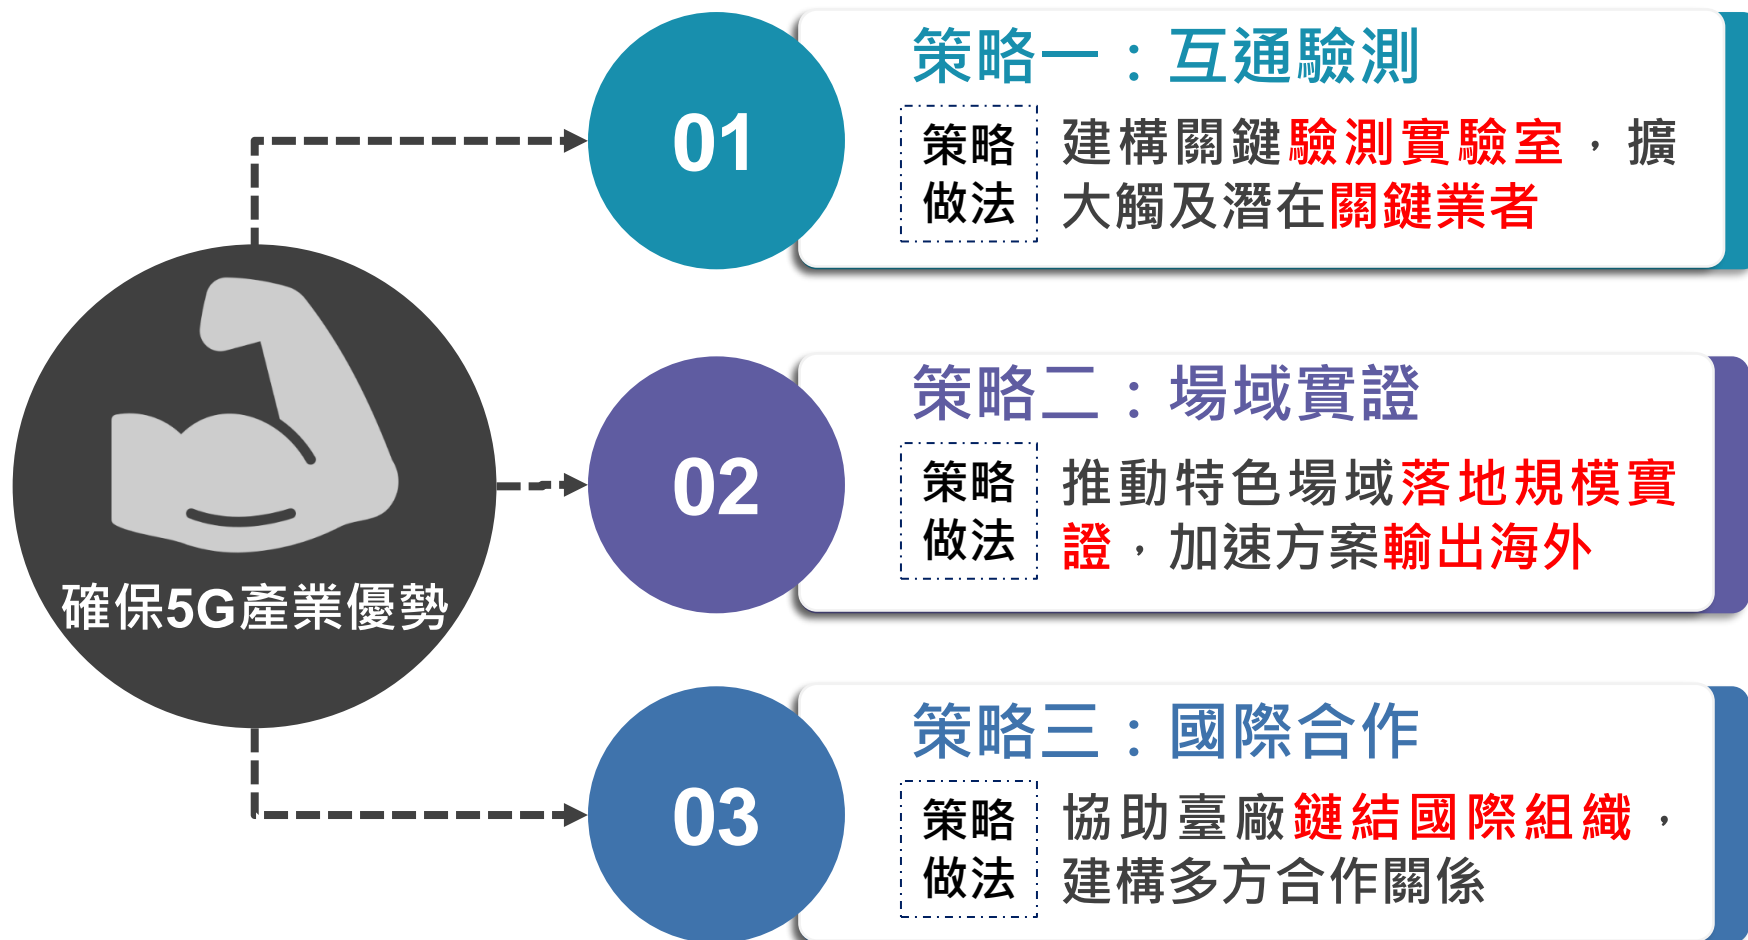 確保5G產業優勢
01
策略一：互通驗測
策略
做法
建構關鍵驗測實驗室，擴
大觸及潛在關鍵業者
02
策略二：場域實證
策略
做法
推動特色場域落地規模實
證，加速方案輸出海外
03
策略三：國際合作
策略
做法
協助臺廠鏈結國際組織，
建構多方合作關係